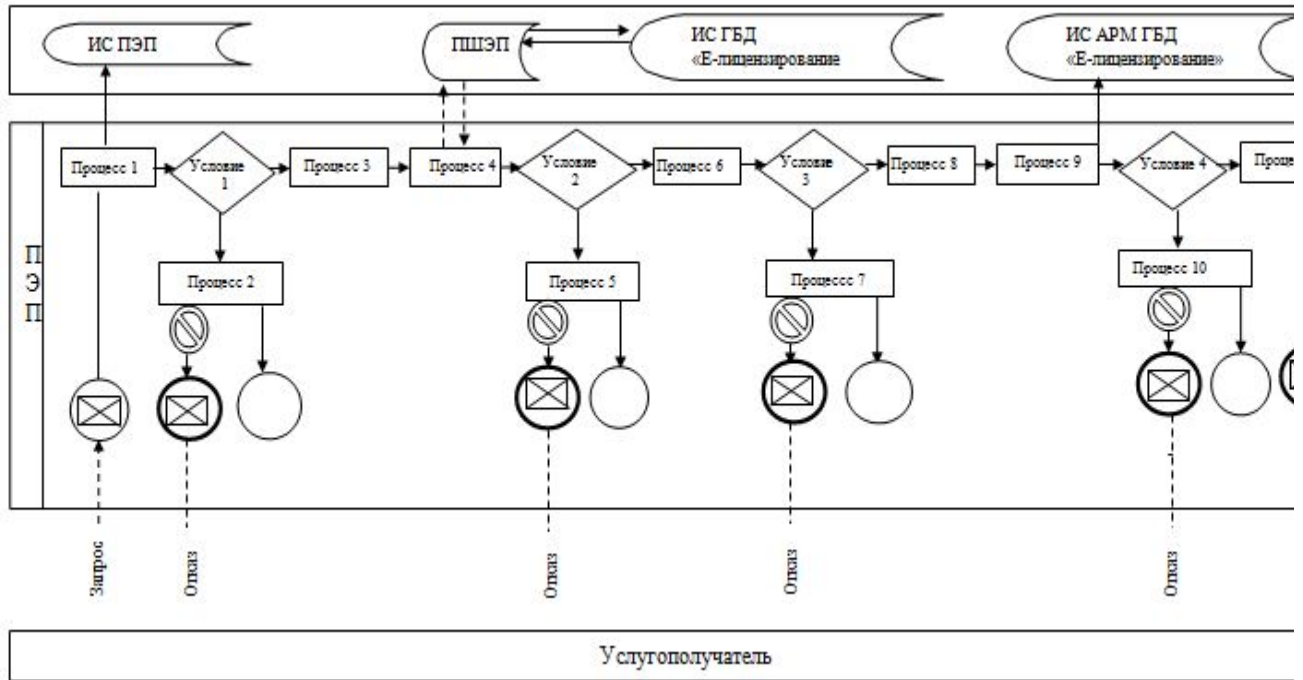 ИС ПЭП
ПШЭП
ИС ГБД
«Е-лицензирование
ИС АРМ ГБД
«Е-лицензирование»
ПЭП
Процесс 1
Условие
1
Процесс 3
Процесс 4
Условие
2
Процесс 6
Условие
3
Процесс 8
Процесс 9
Условие 4
Процес
Процесс 2
Процесс 5
Процессс 7
Процесс 10
Запрос
Отказ
Отказ
Отказ
Отказ
Услугополучатель